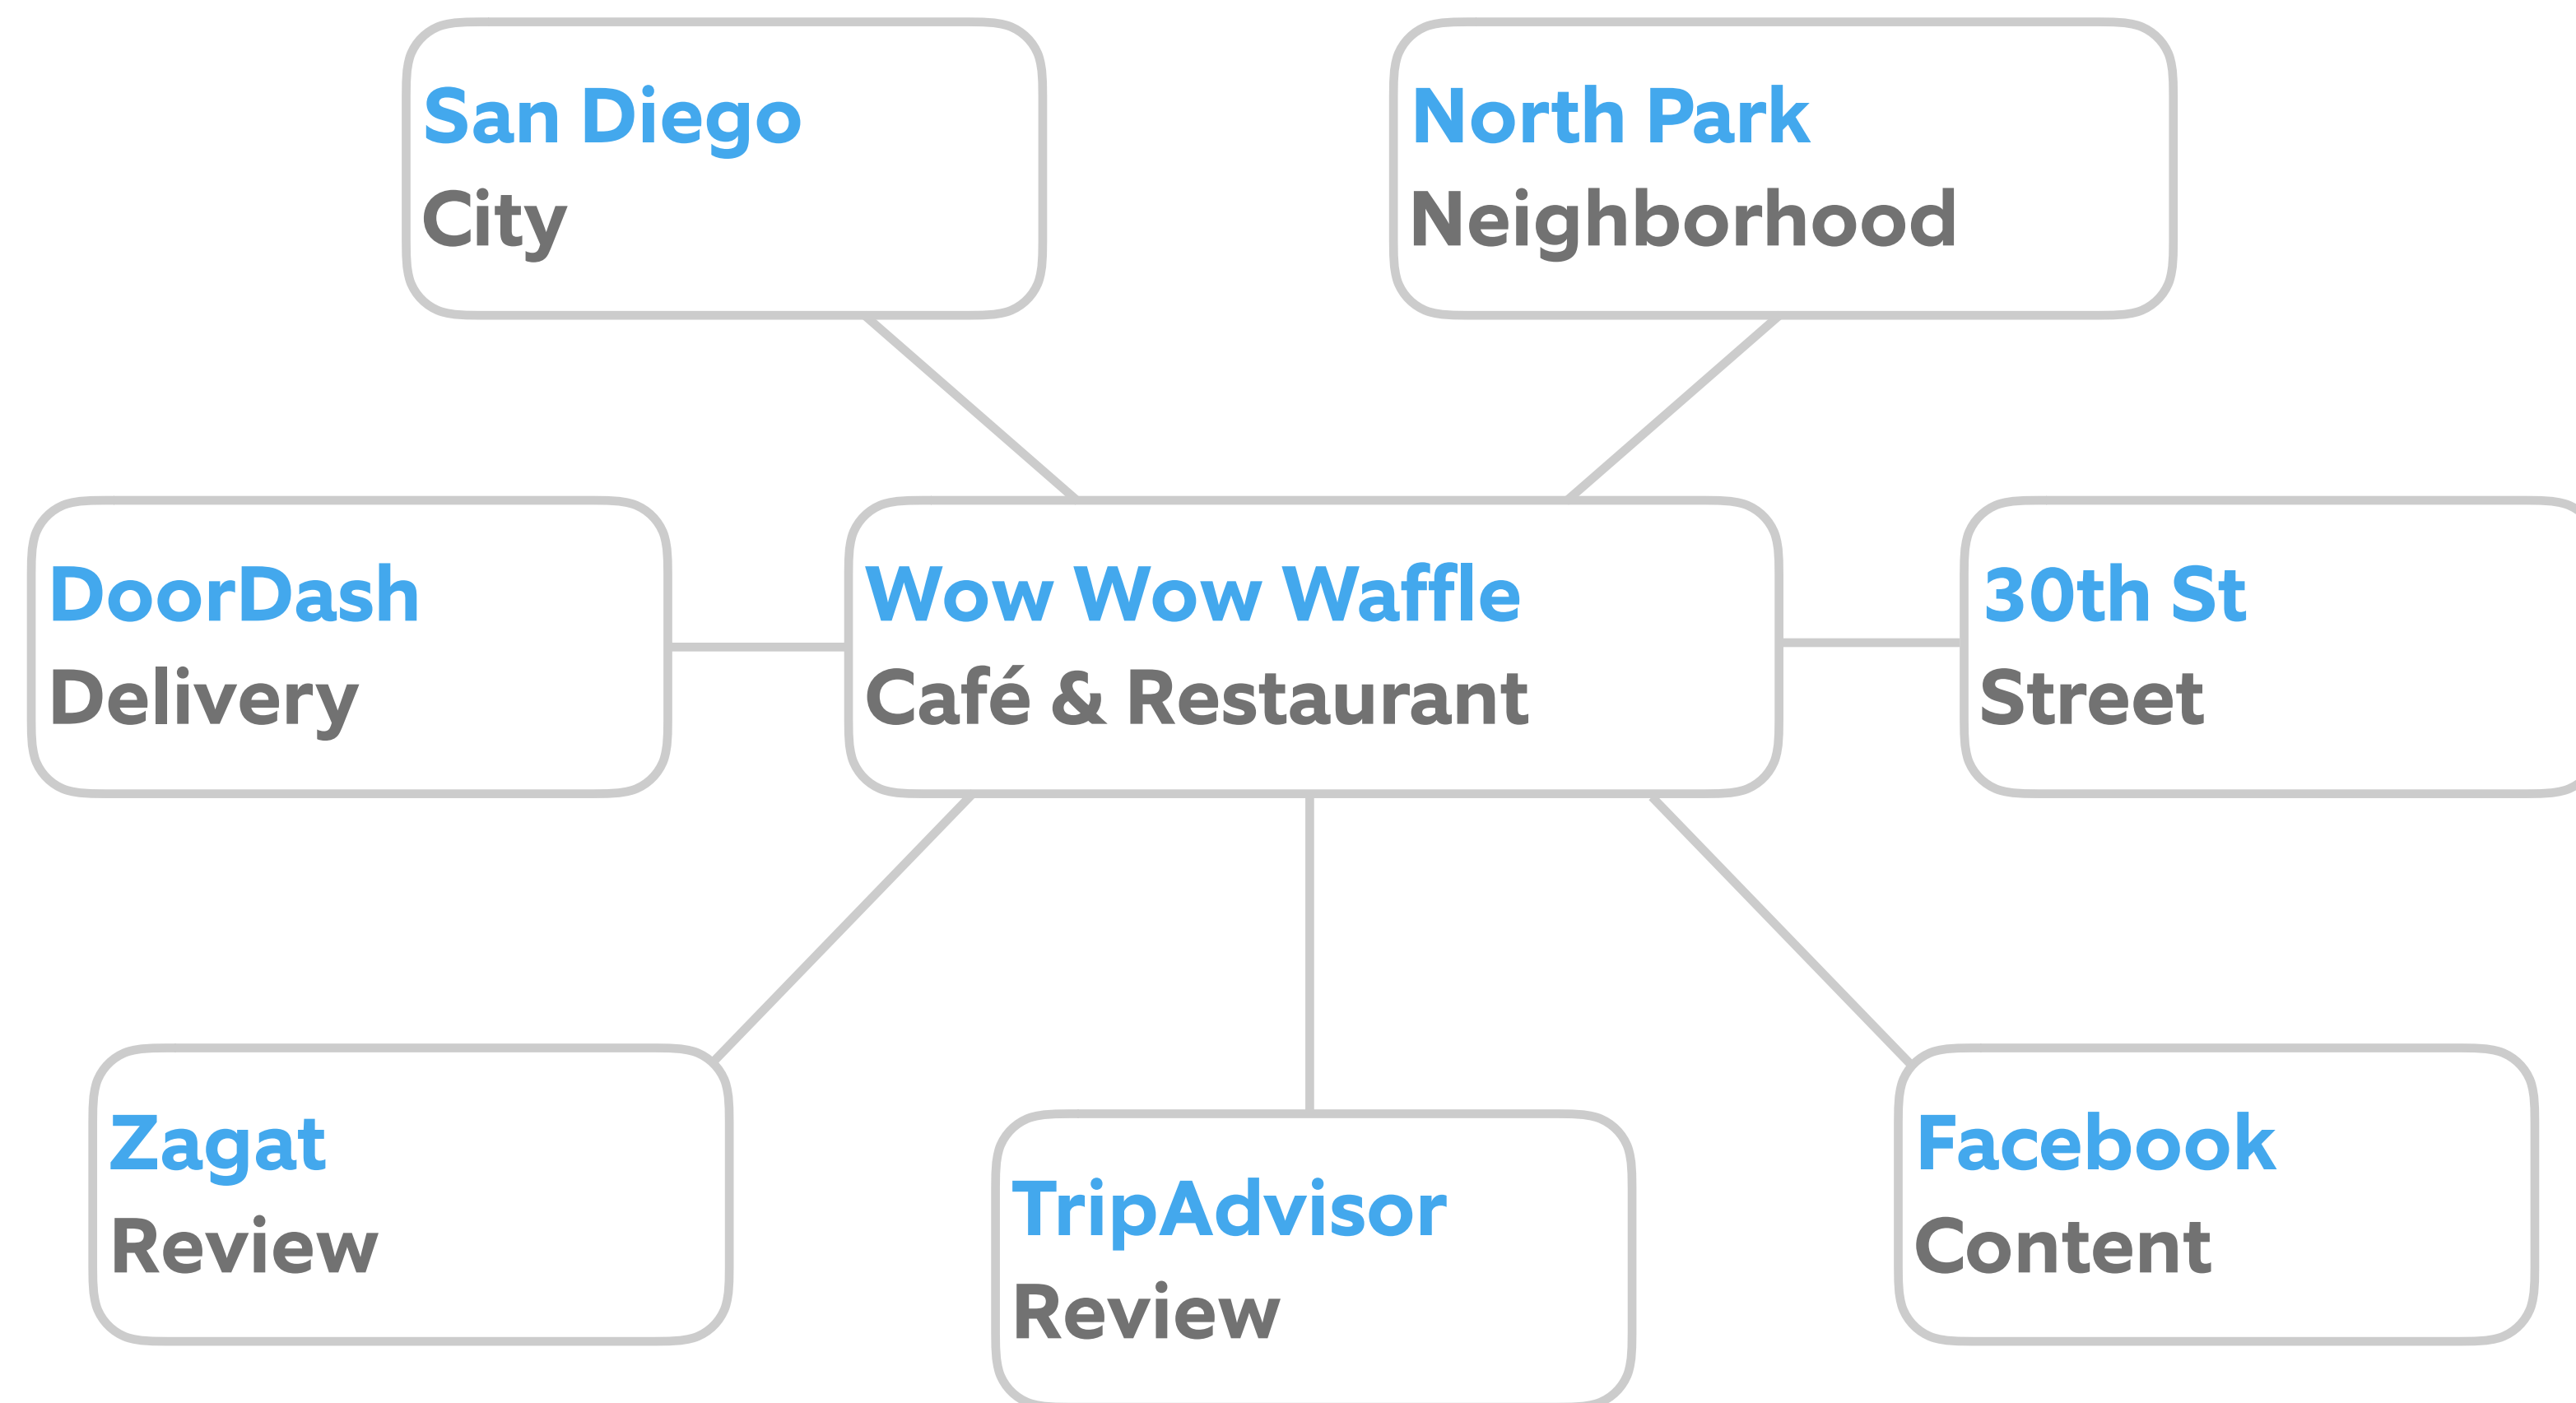 San Diego
City
North Park
Neighborhood
DoorDash
Delivery
Wow Wow Waffle
Café & Restaurant
30th St
Street
Zagat
Review
TripAdvisor
Review
Facebook
Content